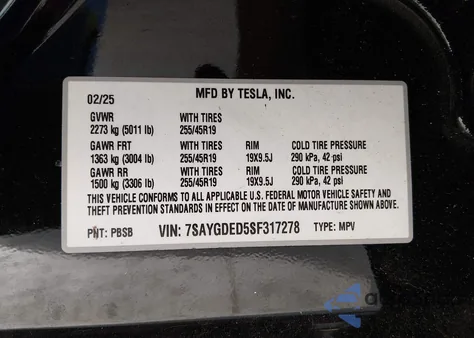 MFD BY TESLA, INC.
02/25
GVWR WITH TIRES
2273 kg (5011 lb) 255/45R19
GAWR FRT WITH TIRES RIM COLD TIRE PRESSURE
1363 kg (3004 lb) 255/45R19 19X9.5J 290 kPa, 42 psi
GAWR RR WITH TIRES RIM COLD TIRE PRESSURE
1500 kg (3306 lb) 255/45R19 19X9.5J 290 kPa, 42 psi
THIS VEHICLE CONFORMS TO ALL APPLICABLE U.S. FEDERAL MOTOR VEHICLE SAFETY AND
THEFT PREVENTION STANDARDS IN EFFECT ON THE DATE OF MANUFACTURE SHOWN ABOVE.
PNT: PBSB VIN: 7SAYGDED5SF317278 TYPE: MPV